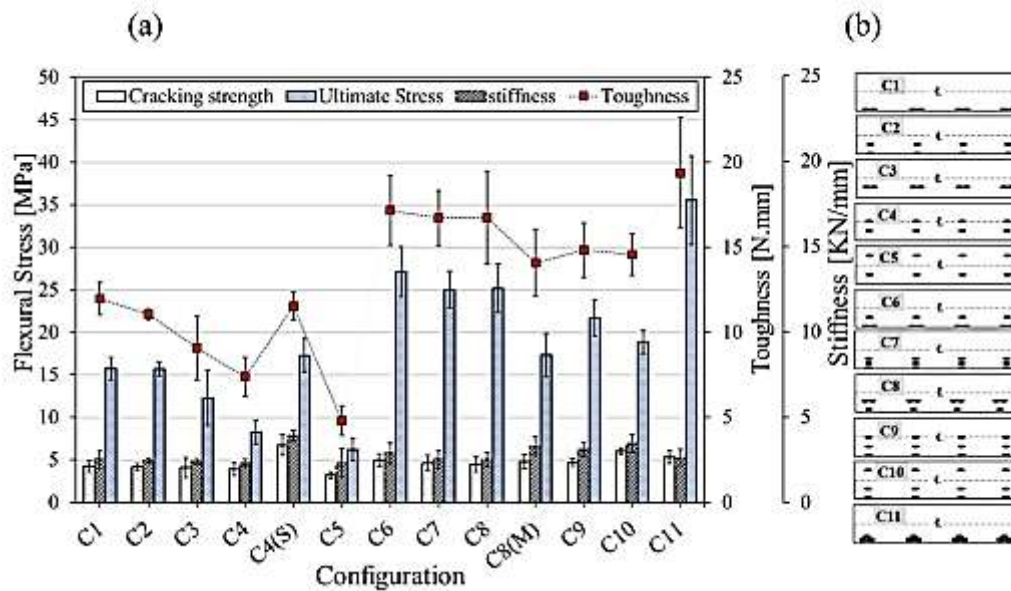 (a)
(b)
Cracking strength Ultimate Stress stiffness Toughness
Flexural Stress [MPa]
50
45
40
35
30
25
20
15
10
5
0
25
20
15
10
5
0
Toughness [N.mm]
25
20
15
10
5
0
Stiffness [KN/mm]
C1
C2
C3
C4
C4(S)
C5
C6
C7
C8
C8(M)
C9
C10
C11
Configuration
C1
C2
C3
C4
C5
C6
C7
C8
C9
C10
C11